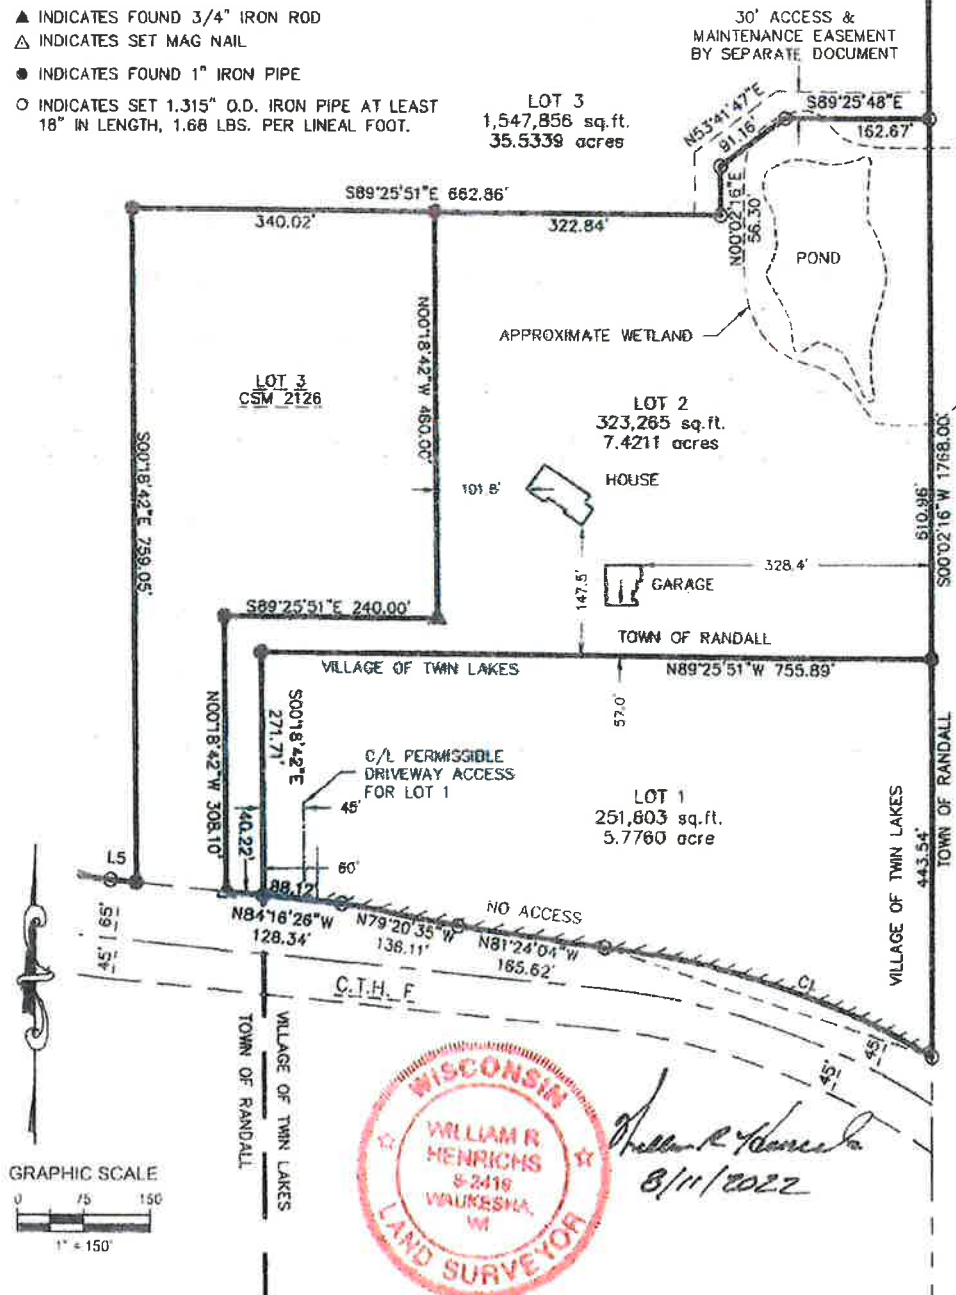 ▲ INDICATES FOUND 3/4" IRON ROD
△ INDICATES SET MAG NAIL
● INDICATES FOUND 1" IRON PIPE
○ INDICATES SET 1.315" O.D. IRON PIPE AT LEAST
18" IN LENGTH, 1.68 LBS. PER LINEAL FOOT.
30' ACCESS &
MAINTENANCE EASEMENT
BY SEPARATE DOCUMENT
LOT 3
1,547,856 sq.ft.
35.5339 acres
N53°41'47"E
91.16'
S89°25'48"E
162.67'
S89°25'51"E 662.86'
340.02'
322.84'
N00°02'16"E
56.30'
POND
APPROXIMATE WETLAND
N00°18'42"W 460.00'
LOT 3
CSM 2126
LOT 2
323,265 sq.ft.
7.4211 acres
S00°18'42"E 759.05'
101.8'
HOUSE
610.96'
S00°02'16"W 1768.00'
147.5'
328.4'
GARAGE
S89°25'51"E 240.00'
TOWN OF RANDALL
VILLAGE OF TWIN LAKES
N89°25'51"W 755.89'
57.0'
N00°18'42"W 308.10'
S00°18'42"E
271.71'
C/L PERMISSIBLE
DRIVEWAY ACCESS
FOR LOT 1
45'
40.22'
LOT 1
251,603 sq.ft.
5.7760 acre
VILLAGE OF TWIN LAKES
443.54'
TOWN OF RANDALL
L5
60'
88.12'
N84°16'26"W
128.34'
N79°20'35"W
136.11'
N81°24'04"W
165.62'
NO ACCESS
C1
65'
45'
C.T.H. F
45'
45'
TOWN OF RANDALL
VILLAGE OF TWIN LAKES
WISCONSIN
WILLIAM R
HENRICHS
S-2416
WAUKESHA,
WI
LAND SURVEYOR
William R Henrichs
8/11/2022
GRAPHIC SCALE
0 75 150
1" = 150'